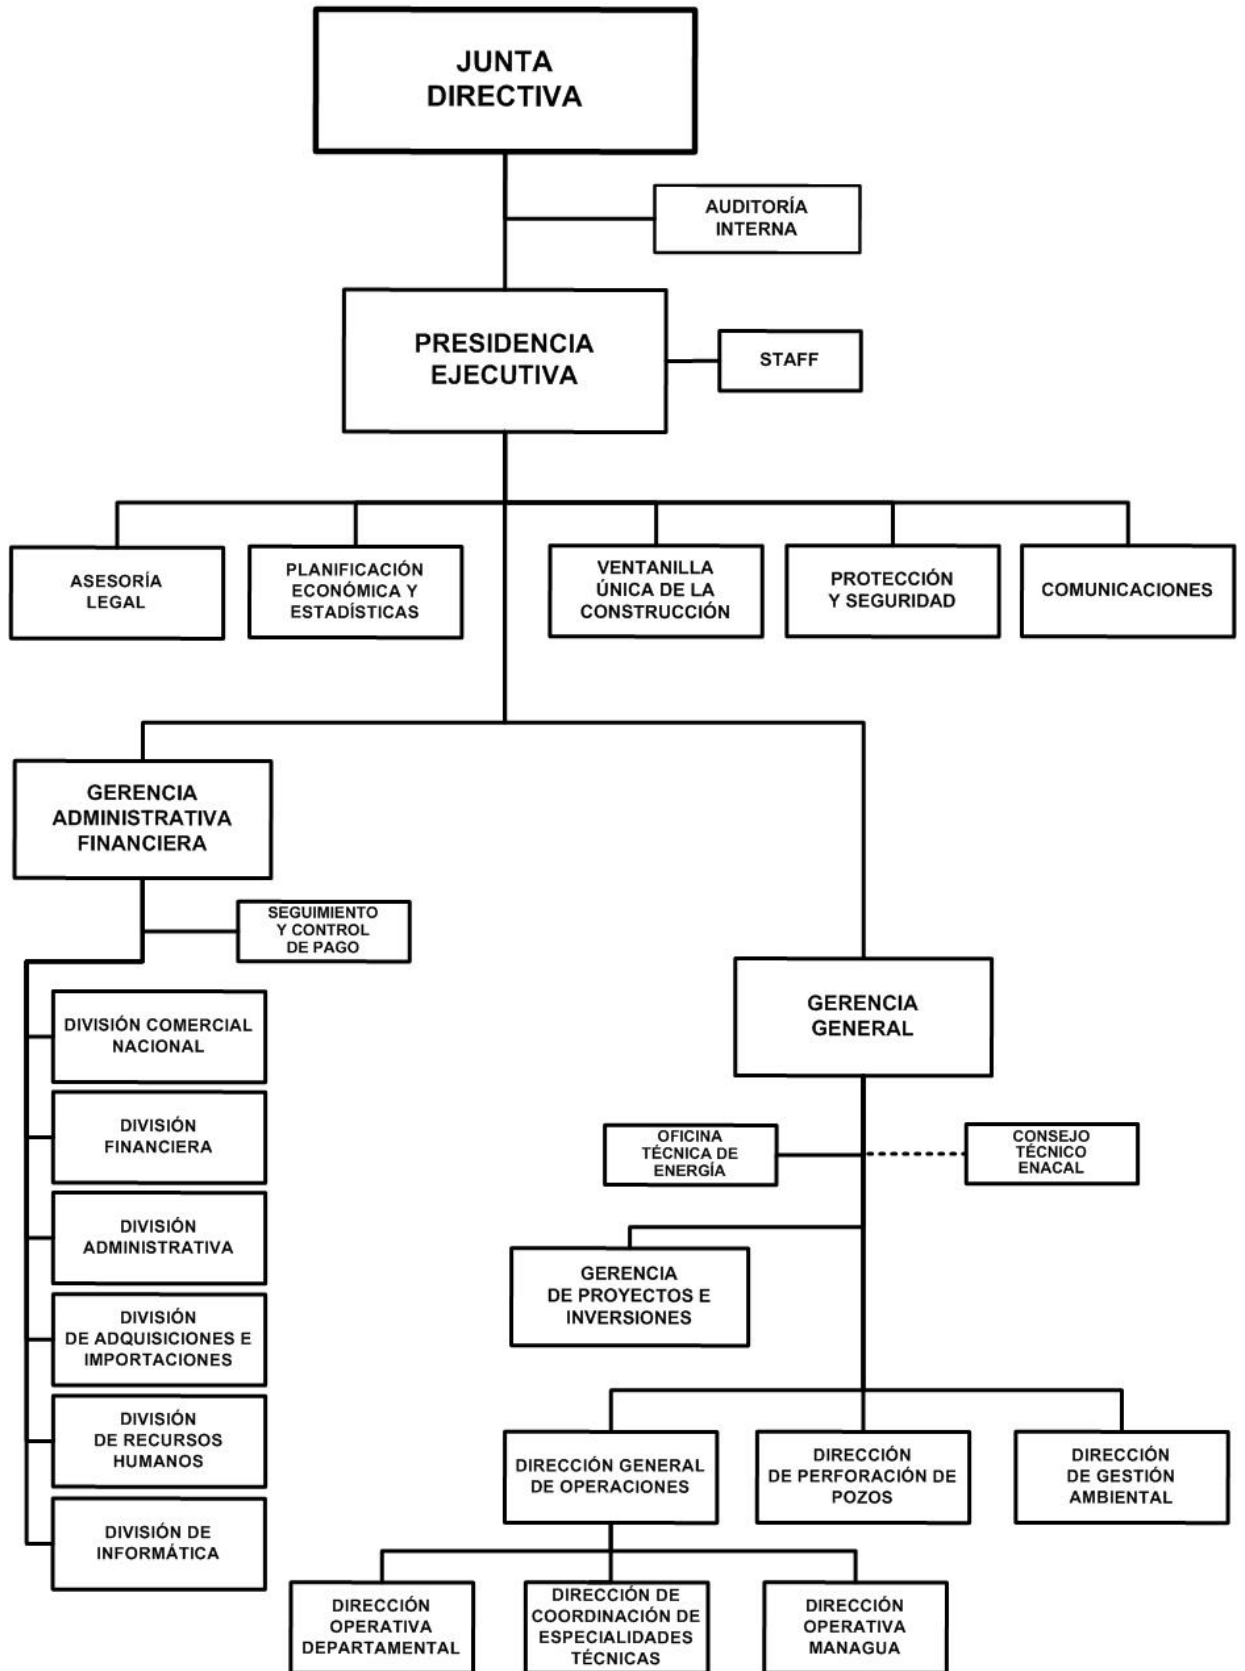 JUNTA
DIRECTIVA
AUDITORÍA
INTERNA
PRESIDENCIA
EJECUTIVA
STAFF
ASESORÍA
LEGAL
PLANIFICACIÓN
ECONÓMICA Y
ESTADÍSTICAS
VENTANILLA
ÚNICA DE LA
CONSTRUCCIÓN
PROTECCIÓN
Y SEGURIDAD
COMUNICACIONES
GERENCIA
ADMINISTRATIVA
FINANCIERA
SEGUIMIENTO
Y CONTROL
DE PAGO
DIVISIÓN COMERCIAL
NACIONAL
DIVISIÓN
FINANCIERA
DIVISIÓN
ADMINISTRATIVA
DIVISIÓN
DE ADQUISICIONES E
IMPORTACIONES
DIVISIÓN
DE RECURSOS
HUMANOS
DIVISIÓN DE
INFORMÁTICA
GERENCIA
GENERAL
OFICINA
TÉCNICA DE
ENERGÍA
CONSEJO
TÉCNICO
ENACAL
GERENCIA
DE PROYECTOS E
INVERSIONES
DIRECCIÓN GENERAL
DE OPERACIONES
DIRECCIÓN
DE PERFORACIÓN DE
POZOS
DIRECCIÓN
DE GESTIÓN
AMBIENTAL
DIRECCIÓN
OPERATIVA
DEPARTAMENTAL
DIRECCIÓN DE
COORDINACIÓN DE
ESPECIALIDADES
TÉCNICAS
DIRECCIÓN
OPERATIVA
MANAGUA